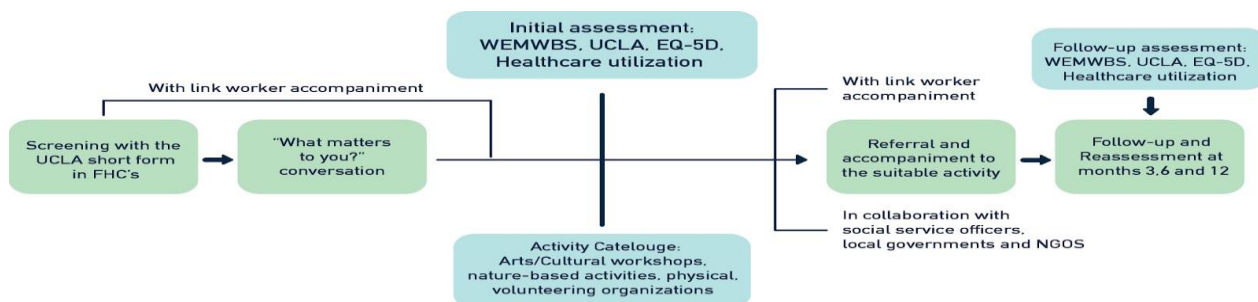 Initial assessment:
WEMWBS, UCLA, EQ-5D,
Healthcare utilization
Follow-up assessment:
WEMWBS, UCLA, EQ-5D,
Healthcare utilization
With link worker accompaniment
With link worker
accompaniment
Screening with the
UCLA short form
in FHC's
"What matters
to you?"
conversation
Referral and
accompaniment to
the suitable activity
Follow-up and
Reassessment at
months 3,6 and 12
In collaboration with
social service officers,
local governments and NGOS
Activity Catelouge:
Arts/Cultural workshops,
nature-based activities, physical,
volunteering organizations